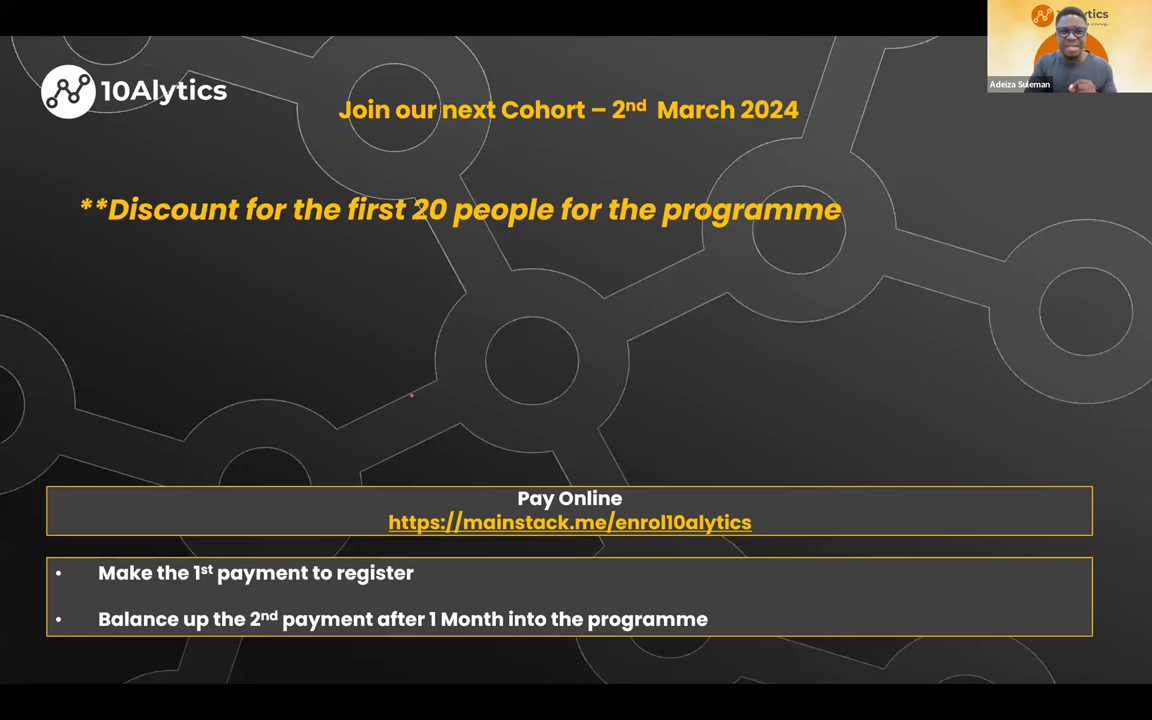 10Alytics
Join our next Cohort – 2nd March 2024
**Discount for the first 20 people for the programme
Pay Online
https://mainstack.me/enrol10alytics
• Make the 1st payment to register
• Balance up the 2nd payment after 1 Month into the programme
Adeiza Suleman